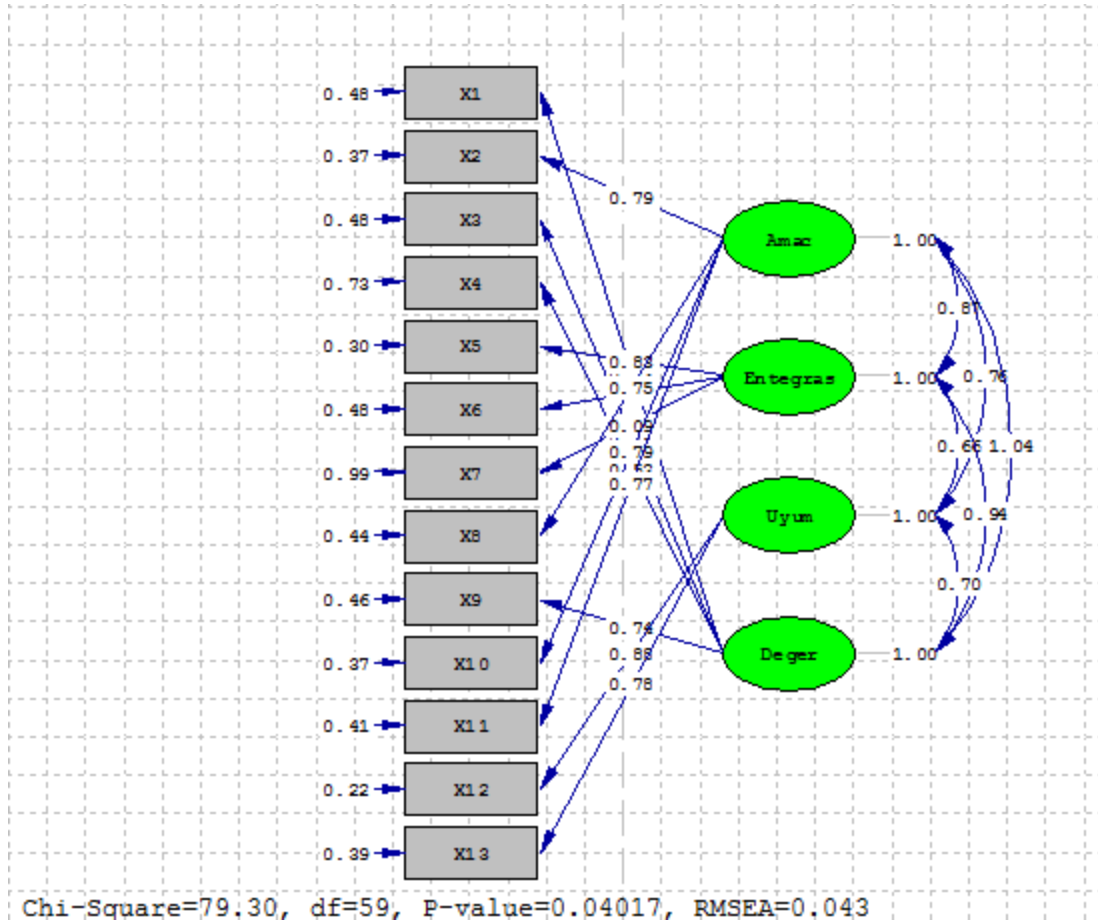 0.48 X1
0.37 X2
0.79
0.48 X3
Amac 1.00
0.73 X4
0.87
0.30 X5
Entegras 1.00 0.76
0.75
0.48 X6
0.66 1.04
0.79
0.99 X7
0.77
0.44 X8
Uyum 1.00 0.94
0.46 X9
0.70
0.74
0.37 X10
Deger 1.00
0.88
0.78
0.41 X11
0.22 X12
0.39 X13
Chi-Square=79.30, df=59, P-value=0.04017, RMSEA=0.043